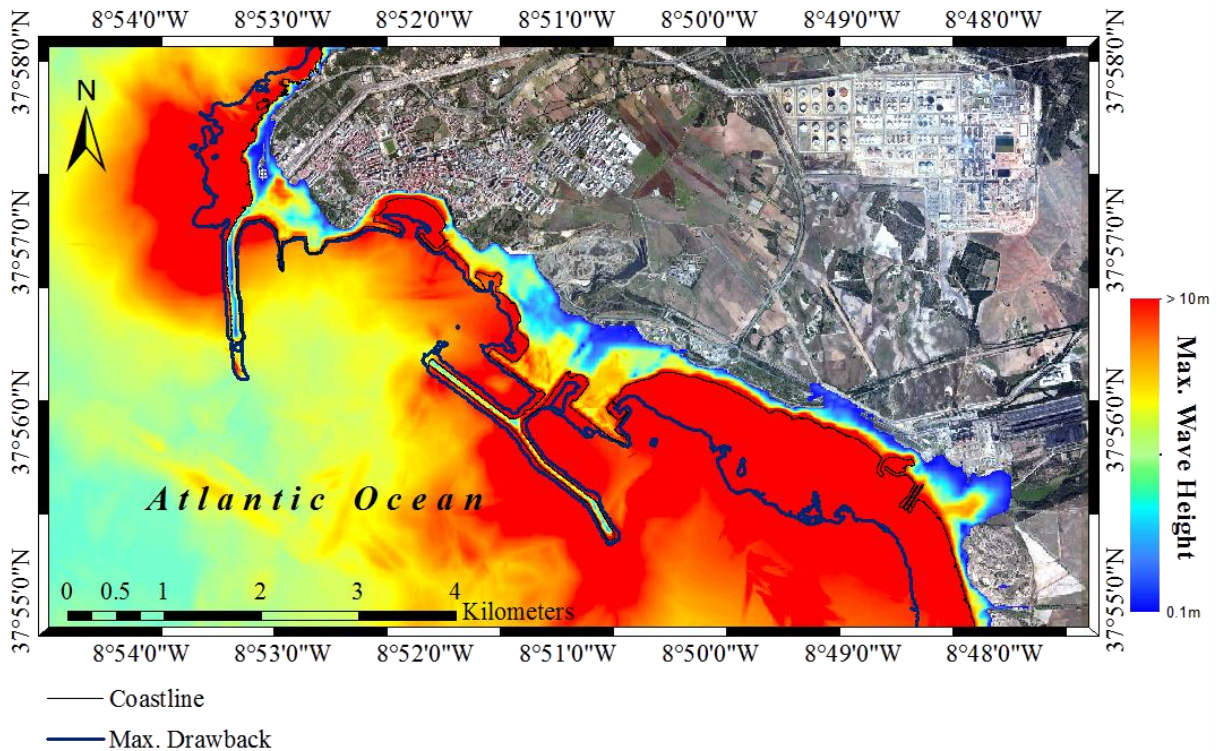 8°54'0"W 8°53'0"W 8°52'0"W 8°51'0"W 8°50'0"W 8°49'0"W 8°48'0"W
37°58'0"N
37°57'0"N
37°56'0"N
37°55'0"N
N
Atlantic Ocean
0 0.5 1 2 3 4
Kilometers
37°58'0"N
37°57'0"N
37°56'0"N
37°55'0"N
> 10m
Max. Wave Height
0.1m
8°54'0"W 8°53'0"W 8°52'0"W 8°51'0"W 8°50'0"W 8°49'0"W 8°48'0"W
Coastline
Max. Drawback